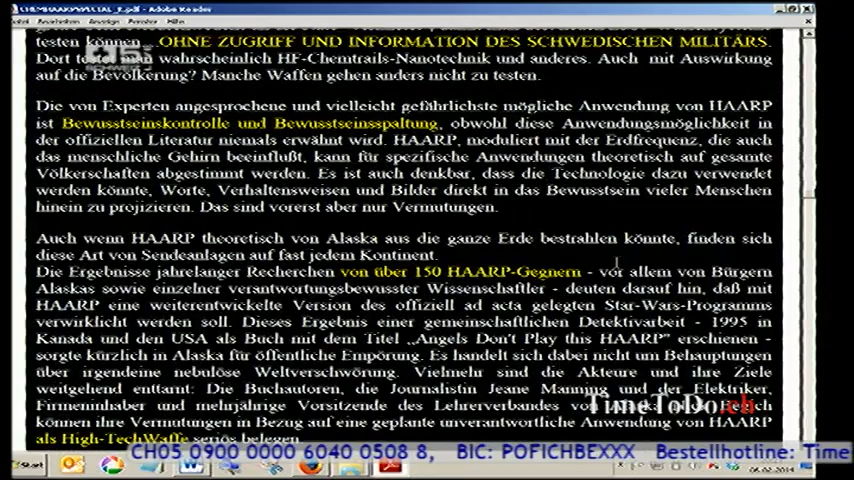 CHEMHAARPSPECIAL_R.pdf - Adobe Reader
Bearbeiten Anzeige Fenster Hilfe
testen können ...OHNE ZUGRIFF UND INFORMATION DES SCHWEDISCHEN MILITÄRS.
SCHWEIZ
Dort testet man wahrscheinlich HF-Chemtrails-Nanotechnik und anderes. Auch mit Auswirkung
auf die Bevölkerung? Manche Waffen gehen anders nicht zu testen.
Die von Experten angesprochene und vielleicht gefährlichste mögliche Anwendung von HAARP
ist Bewusstseinskontrolle und Bewusstseinsspaltung, obwohl diese Anwendungsmöglichkeit in
der offiziellen Literatur niemals erwähnt wird. HAARP, moduliert mit der Erdfrequenz, die auch
das menschliche Gehirn beeinflußt, kann für spezifische Anwendungen theoretisch auf gesamte
Völkerschaften abgestimmt werden. Es ist auch denkbar, dass die Technologie dazu verwendet
werden könnte, Worte, Verhaltensweisen und Bilder direkt in das Bewusstsein vieler Menschen
hinein zu projizieren. Das sind vorerst aber nur Vermutungen.
Auch wenn HAARP theoretisch von Alaska aus die ganze Erde bestrahlen könnte, finden sich
diese Art von Sendeanlagen auf fast jedem Kontinent.
Die Ergebnisse jahrelanger Recherchen von über 150 HAARP-Gegnern - vor allem von Bürgern
Alaskas sowie einzelner verantwortungsbewusster Wissenschaftler - deuten darauf hin, daß mit
HAARP eine weiterentwickelte Version des offiziell ad acta gelegten Star-Wars-Programms
verwirklicht werden soll. Dieses Ergebnis einer gemeinschaftlichen Detektivarbeit - 1995 in
Kanada und den USA als Buch mit dem Titel „Angels Don't Play this HAARP" erschienen -
sorgte kürzlich in Alaska für öffentliche Empörung. Es handelt sich dabei nicht um Behauptungen
über irgendeine nebulöse Weltverschwörung. Vielmehr sind die Akteure und ihre Ziele
weitgehend enttarnt: Die Buchautoren, die Journalistin Jeane Manning und der Elektriker,
Firmeninhaber und mehrjährige Vorsitzende des Lehrerverbandes von
TimeToDo.ch
können ihre Vermutungen in Bezug auf eine geplante unverantwortliche Anwendung von HAARP
als High-TechWaffe seriös belegen
CH05 0900 0000 6040 0508 8, BIC: POFICHBEXXX Bestellhotline: Time
Start
06.02.2014